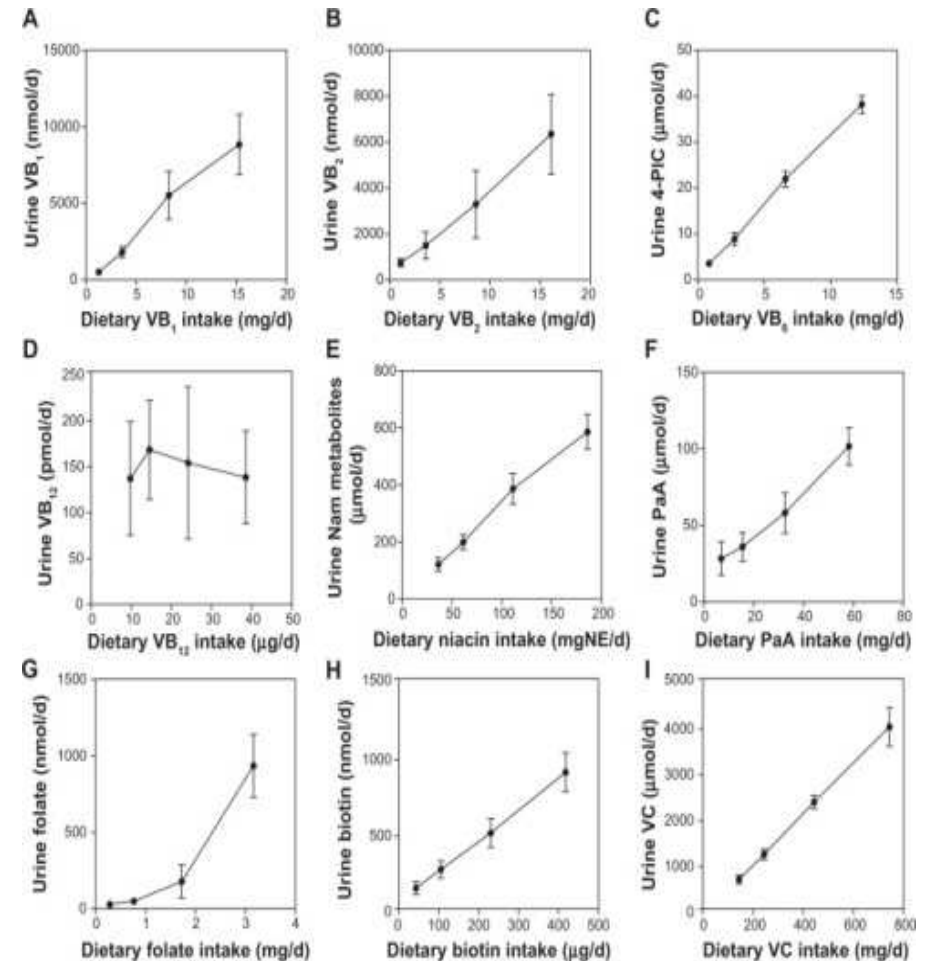 A
Urine VB1 (nmol/d)
15000
10000
5000
0
0 5 10 15 20
Dietary VB1 intake (mg/d)
B
Urine VB2 (nmol/d)
10000
8000
6000
4000
2000
0
0 5 10 15 20
Dietary VB2 intake (mg/d)
C
Urine 4-PIC (μmol/d)
50
40
30
20
10
0
0 5 10 15
Dietary VB6 intake (mg/d)
D
Urine VB12 (pmol/d)
250
200
150
100
50
0
0 10 20 30 40 50
Dietary VB12 intake (μg/d)
E
Urine Nam metabolites
(μmol/d)
800
600
400
200
0
0 50 100 150 200
Dietary niacin intake (mgNE/d)
F
Urine PaA (μmol/d)
150
100
50
0
0 20 40 60 80
Dietary PaA intake (mg/d)
G
Urine folate (nmol/d)
1500
1000
500
0
0 1 2 3 4
Dietary folate intake (mg/d)
H
Urine biotin (nmol/d)
1500
1000
500
0
0 100 200 300 400 500
Dietary biotin intake (μg/d)
I
Urine VC (μmol/d)
5000
4000
3000
2000
1000
0
0 200 400 600 800
Dietary VC intake (mg/d)